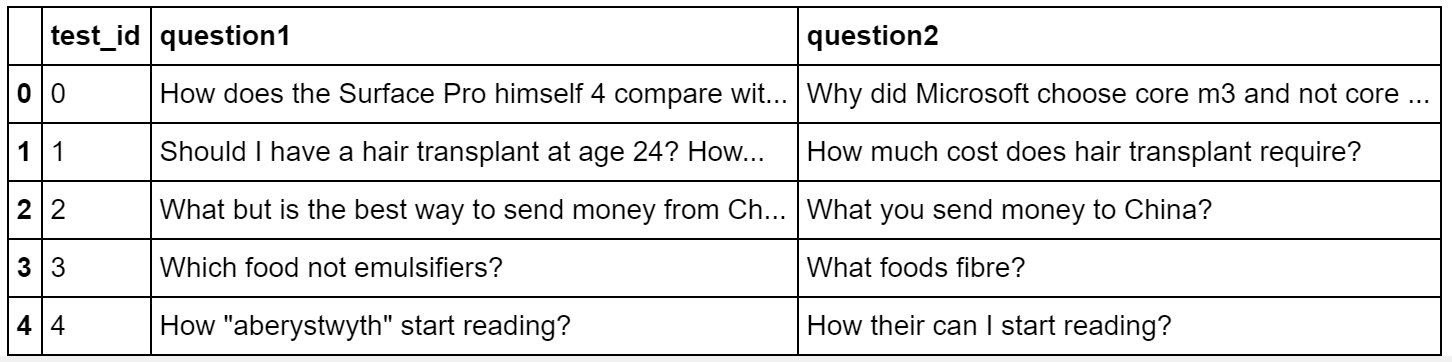 test_id question1 question2
0 0 How does the Surface Pro himself 4 compare wit... Why did Microsoft choose core m3 and not core ...
1 1 Should I have a hair transplant at age 24? How... How much cost does hair transplant require?
2 2 What but is the best way to send money from Ch... What you send money to China?
3 3 Which food not emulsifiers? What foods fibre?
4 4 How "aberystwyth" start reading? How their can I start reading?